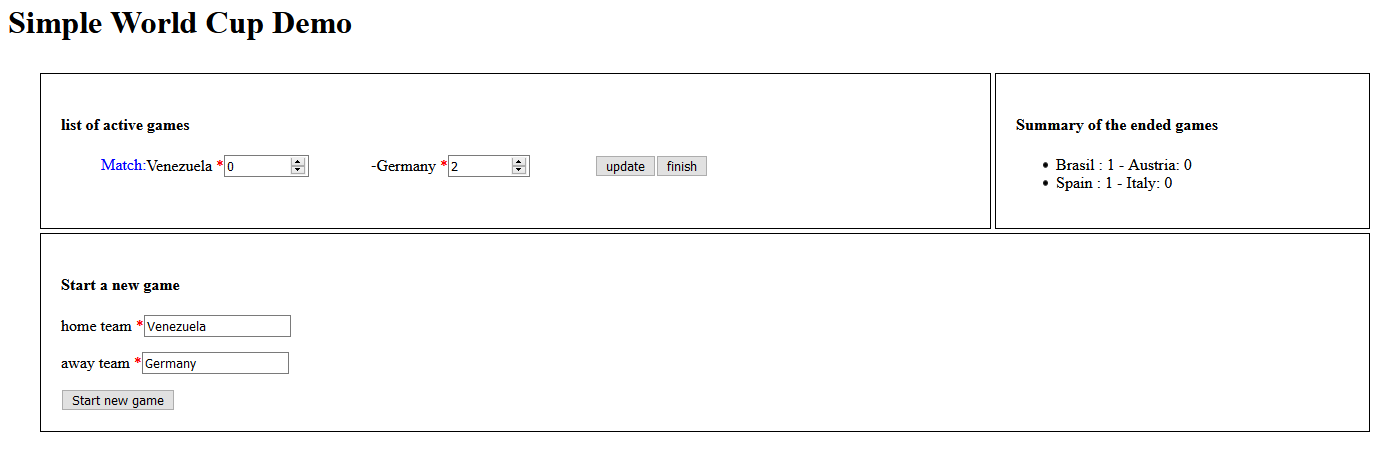 Simple World Cup Demo
list of active games
Match:Venezuela *0 -Germany *2 update finish
Summary of the ended games
• Brasil : 1 - Austria: 0
• Spain : 1 - Italy: 0
Start a new game
home team *Venezuela
away team *Germany
Start new game